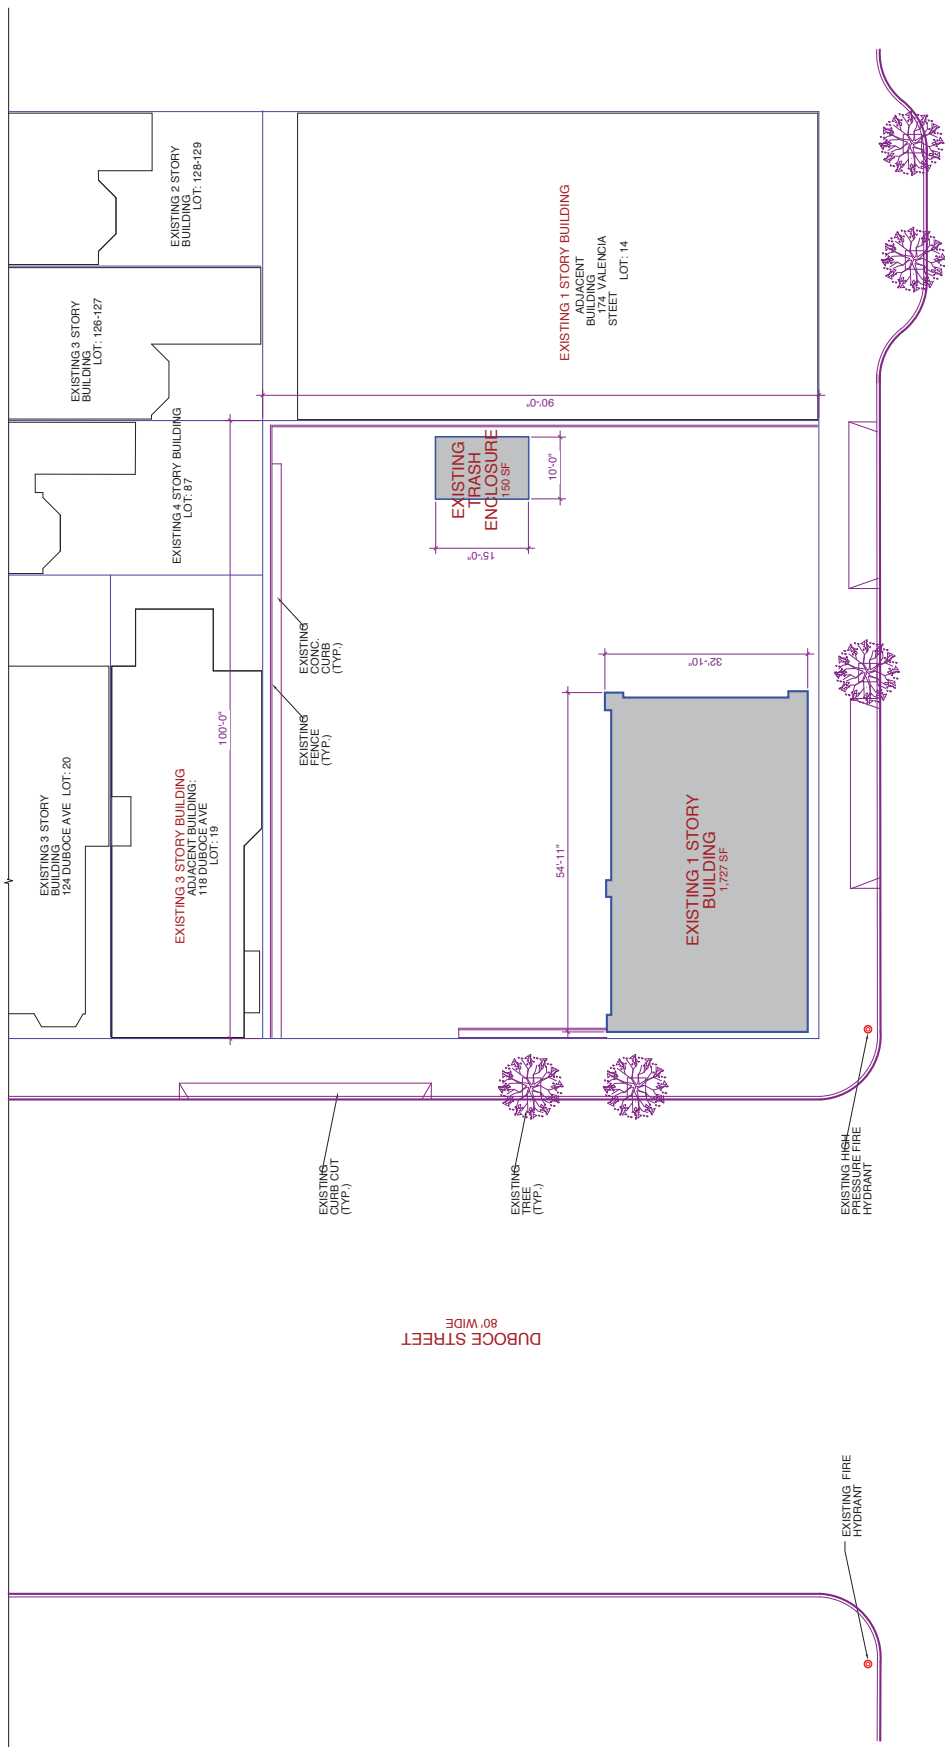 EXISTING 2 STORY
BUILDING
LOT: 128-129
EXISTING 3 STORY
BUILDING
LOT: 126-127
EXISTING 4 STORY BUILDING
LOT: 87
EXISTING 3 STORY
BUILDING
124 DUBOCE AVE LOT: 20
EXISTING 3 STORY BUILDING
ADJACENT BUILDING:
118 DUBOCE AVE
LOT: 19
EXISTING 1 STORY BUILDING
ADJACENT
BUILDING
174 VALENCIA
STEET
LOT: 14
90'-0"
100'-0"
EXISTING
TRASH
ENCLOSURE
150 SF
10'-0"
15'-0"
EXISTING
CONC.
CURB
(TYP.)
EXISTING
FENCE
(TYP.)
32'-10"
54'-11"
EXISTING 1 STORY
BUILDING
1,727 SF
EXISTING
CURB CUT
(TYP.)
EXISTING
TREE
(TYP.)
EXISTING HIGH
PRESSURE FIRE
HYDRANT
DUBOCE STREET
80' WIDE
EXISTING FIRE
HYDRANT